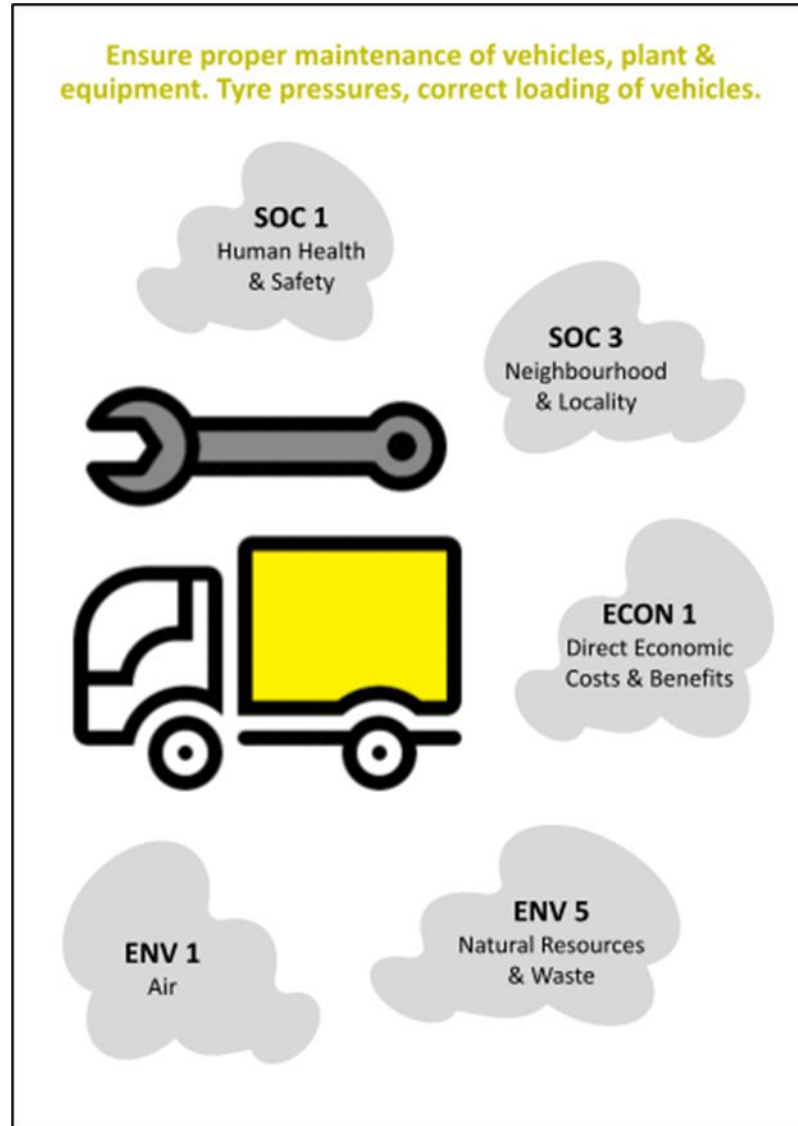 Ensure proper maintenance of vehicles, plant &
equipment. Tyre pressures, correct loading of vehicles.
SOC 1
Human Health
& Safety
SOC 3
Neighbourhood
& Locality
ECON 1
Direct Economic
Costs & Benefits
ENV 1
Air
ENV 5
Natural Resources
& Waste